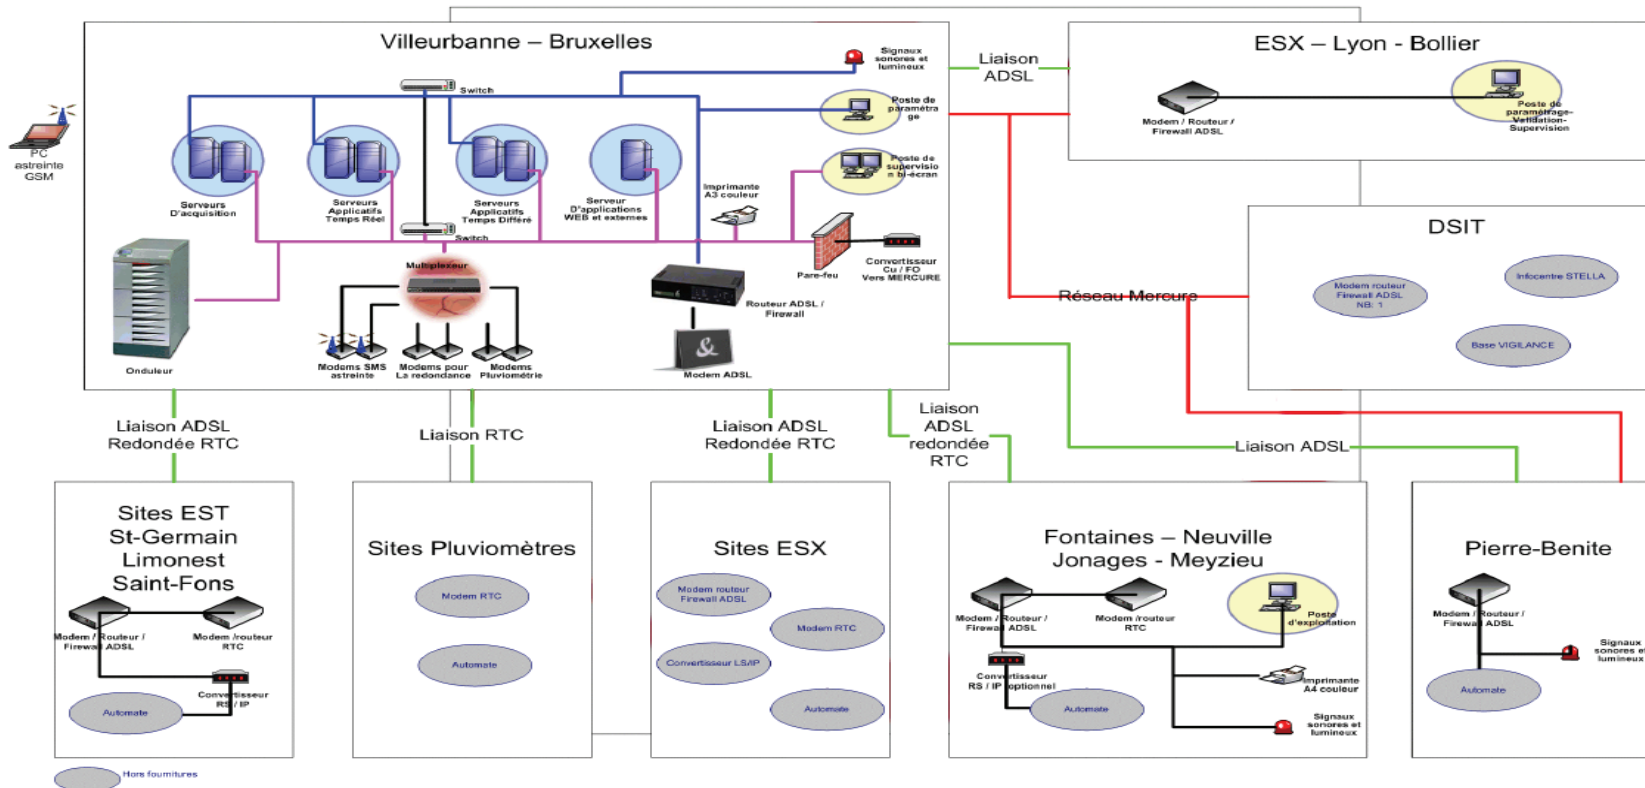 Villeurbanne – Bruxelles
Signaux
sonores et
lumineux
Switch
Poste de
paramétra
ge
PC
astreinte
GSM
Poste de
supervisio
n bi-écran
Imprimante
A3 couleur
Serveurs
D'acquisition
Serveurs
Applicatifs
Temps Réel
Serveurs
Applicatifs
Temps Différé
Serveur
D'applications
WEB et externes
Switch
Multiplexeur
Pare-feu
Convertisseur
Cu / FO
Vers MERCURE
Routeur ADSL /
Firewall
Onduleur
Modems SMS
astreinte
Modems pour
La redondance
Modems
Pluviométrie
Modem ADSL
Liaison
ADSL
ESX – Lyon - Bollier
Modem / Routeur /
Firewall ADSL
Poste de
paramétrage-
Validation-
Supervision
DSIT
Réseau Mercure
Modem routeur
Firewall ADSL
NB: 1
Infocentre STELLA
Base VIGILANCE
Liaison ADSL
Redondée RTC
Liaison RTC
Liaison ADSL
Redondée RTC
Liaison
ADSL
redondée
RTC
Liaison ADSL
Sites EST
St-Germain
Limonest
Saint-Fons
Modem / Routeur /
Firewall ADSL
Modem /routeur
RTC
Convertisseur
RS / IP
Automate
Sites Pluviomètres
Modem RTC
Automate
Sites ESX
Modem routeur
Firewall ADSL
Modem RTC
Convertisseur LS/IP
Automate
Fontaines – Neuville
Jonages - Meyzieu
Modem / Routeur /
Firewall ADSL
Modem /routeur
RTC
Poste
d'exploitation
Convertisseur
RS / IP optionnel
Automate
Imprimante
A4 couleur
Signaux
sonores et
lumineux
Pierre-Benite
Modem / Routeur /
Firewall ADSL
Signaux
sonores et
lumineux
Automate
Hors fournitures